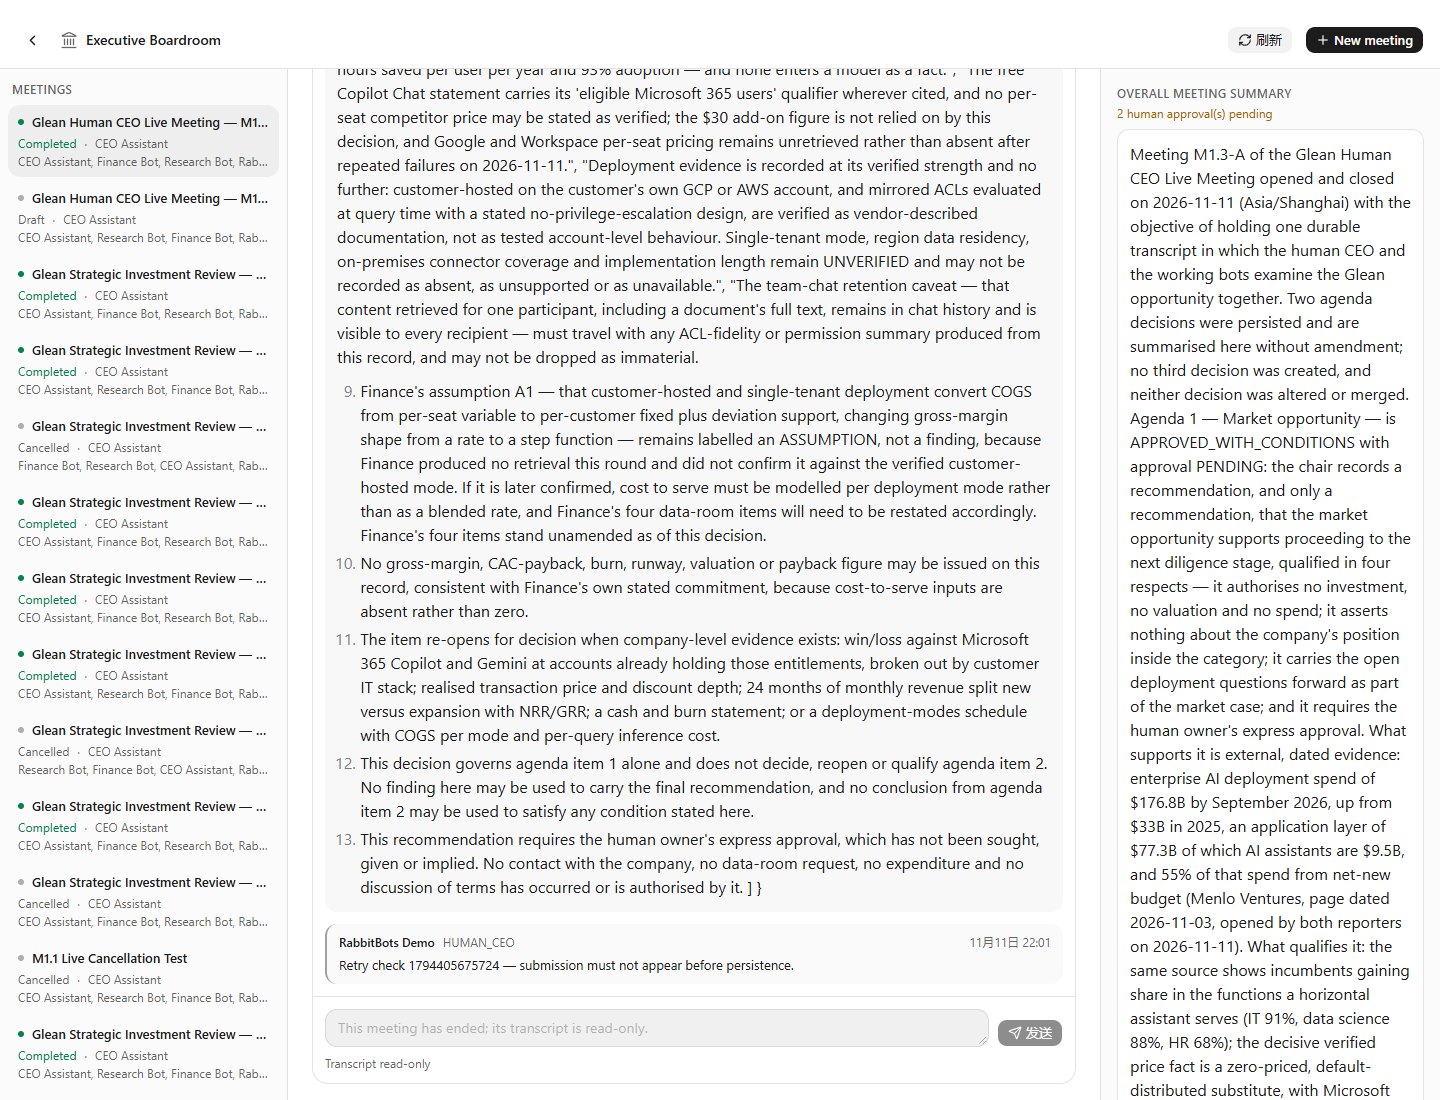 Executive Boardroom
刷新
New meeting
MEETINGS
Glean Human CEO Live Meeting — M1...
Completed · CEO Assistant
CEO Assistant, Finance Bot, Research Bot, Rab...
Glean Human CEO Live Meeting — M1...
Draft · CEO Assistant
CEO Assistant, Research Bot, Finance Bot, Rab...
Glean Strategic Investment Review — ...
Completed · CEO Assistant
CEO Assistant, Finance Bot, Research Bot, Rab...
Glean Strategic Investment Review — ...
Completed · CEO Assistant
CEO Assistant, Research Bot, Finance Bot, Rab...
Glean Strategic Investment Review — ...
Cancelled · CEO Assistant
Finance Bot, Research Bot, CEO Assistant, Rab...
Glean Strategic Investment Review — ...
Completed · CEO Assistant
CEO Assistant, Finance Bot, Research Bot, Rab...
Glean Strategic Investment Review — ...
Completed · CEO Assistant
CEO Assistant, Finance Bot, Research Bot, Rab...
Glean Strategic Investment Review — ...
Completed · CEO Assistant
CEO Assistant, Research Bot, Finance Bot, Rab...
Glean Strategic Investment Review — ...
Cancelled · CEO Assistant
Research Bot, Finance Bot, CEO Assistant, Rab...
Glean Strategic Investment Review — ...
Completed · CEO Assistant
CEO Assistant, Research Bot, Finance Bot, Rab...
Glean Strategic Investment Review — ...
Cancelled · CEO Assistant
CEO Assistant, Research Bot, Finance Bot, Rab...
M1.1 Live Cancellation Test
Cancelled · CEO Assistant
CEO Assistant, Research Bot, Finance Bot, Rab...
Glean Strategic Investment Review — ...
Completed · CEO Assistant
CEO Assistant, Research Bot, Finance Bot, Rab...
hours saved per user per year and 93% adoption — and none enters a model as a fact.", "The free
Copilot Chat statement carries its 'eligible Microsoft 365 users' qualifier wherever cited, and no per-
seat competitor price may be stated as verified; the $30 add-on figure is not relied on by this
decision, and Google and Workspace per-seat pricing remains unretrieved rather than absent after
repeated failures on 2026-11-11.", "Deployment evidence is recorded at its verified strength and no
further: customer-hosted on the customer's own GCP or AWS account, and mirrored ACLs evaluated
at query time with a stated no-privilege-escalation design, are verified as vendor-described
documentation, not as tested account-level behaviour. Single-tenant mode, region data residency,
on-premises connector coverage and implementation length remain UNVERIFIED and may not be
recorded as absent, as unsupported or as unavailable.", "The team-chat retention caveat — that
content retrieved for one participant, including a document's full text, remains in chat history and is
visible to every recipient — must travel with any ACL-fidelity or permission summary produced from
this record, and may not be dropped as immaterial.
9. Finance's assumption A1 — that customer-hosted and single-tenant deployment convert COGS
from per-seat variable to per-customer fixed plus deviation support, changing gross-margin
shape from a rate to a step function — remains labelled an ASSUMPTION, not a finding, because
Finance produced no retrieval this round and did not confirm it against the verified customer-
hosted mode. If it is later confirmed, cost to serve must be modelled per deployment mode rather
than as a blended rate, and Finance's four data-room items will need to be restated accordingly.
Finance's four items stand unamended as of this decision.
10. No gross-margin, CAC-payback, burn, runway, valuation or payback figure may be issued on this
record, consistent with Finance's own stated commitment, because cost-to-serve inputs are
absent rather than zero.
11. The item re-opens for decision when company-level evidence exists: win/loss against Microsoft
365 Copilot and Gemini at accounts already holding those entitlements, broken out by customer
IT stack; realised transaction price and discount depth; 24 months of monthly revenue split new
versus expansion with NRR/GRR; a cash and burn statement; or a deployment-modes schedule
with COGS per mode and per-query inference cost.
12. This decision governs agenda item 1 alone and does not decide, reopen or qualify agenda item 2.
No finding here may be used to carry the final recommendation, and no conclusion from agenda
item 2 may be used to satisfy any condition stated here.
13. This recommendation requires the human owner's express approval, which has not been sought,
given or implied. No contact with the company, no data-room request, no expenditure and no
discussion of terms has occurred or is authorised by it. ] }
RabbitBots Demo HUMAN_CEO 11月11日 22:01
Retry check 1794405675724 — submission must not appear before persistence.
This meeting has ended; its transcript is read-only.
发送
Transcript read-only
OVERALL MEETING SUMMARY
2 human approval(s) pending
Meeting M1.3-A of the Glean Human
CEO Live Meeting opened and closed
on 2026-11-11 (Asia/Shanghai) with the
objective of holding one durable
transcript in which the human CEO and
the working bots examine the Glean
opportunity together. Two agenda
decisions were persisted and are
summarised here without amendment;
no third decision was created, and
neither decision was altered or merged.
Agenda 1 — Market opportunity — is
APPROVED_WITH_CONDITIONS with
approval PENDING: the chair records a
recommendation, and only a
recommendation, that the market
opportunity supports proceeding to the
next diligence stage, qualified in four
respects — it authorises no investment,
no valuation and no spend; it asserts
nothing about the company's position
inside the category; it carries the open
deployment questions forward as part
of the market case; and it requires the
human owner's express approval. What
supports it is external, dated evidence:
enterprise AI deployment spend of
$176.8B by September 2026, up from
$33B in 2025, an application layer of
$77.3B of which AI assistants are $9.5B,
and 55% of that spend from net-new
budget (Menlo Ventures, page dated
2026-11-03, opened by both reporters
on 2026-11-11). What qualifies it: the
same source shows incumbents gaining
share in the functions a horizontal
assistant serves (IT 91%, data science
88%, HR 68%); the decisive verified
price fact is a zero-priced, default-
distributed substitute, with Microsoft